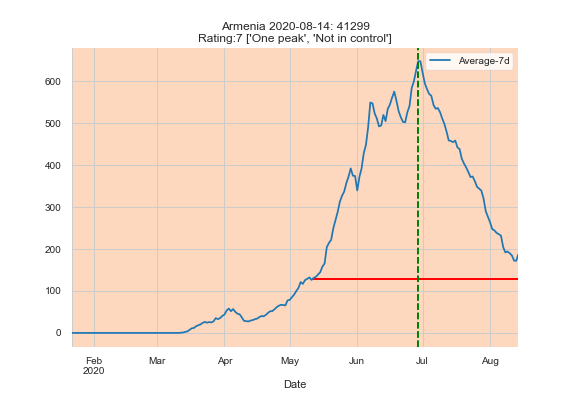 Armenia 2020-08-14: 41299
Rating:7 ['One peak', 'Not in control']
Average-7d
600
500
400
300
200
100
0
Feb
2020
Mar
Apr
May
Jun
Jul
Aug
Date